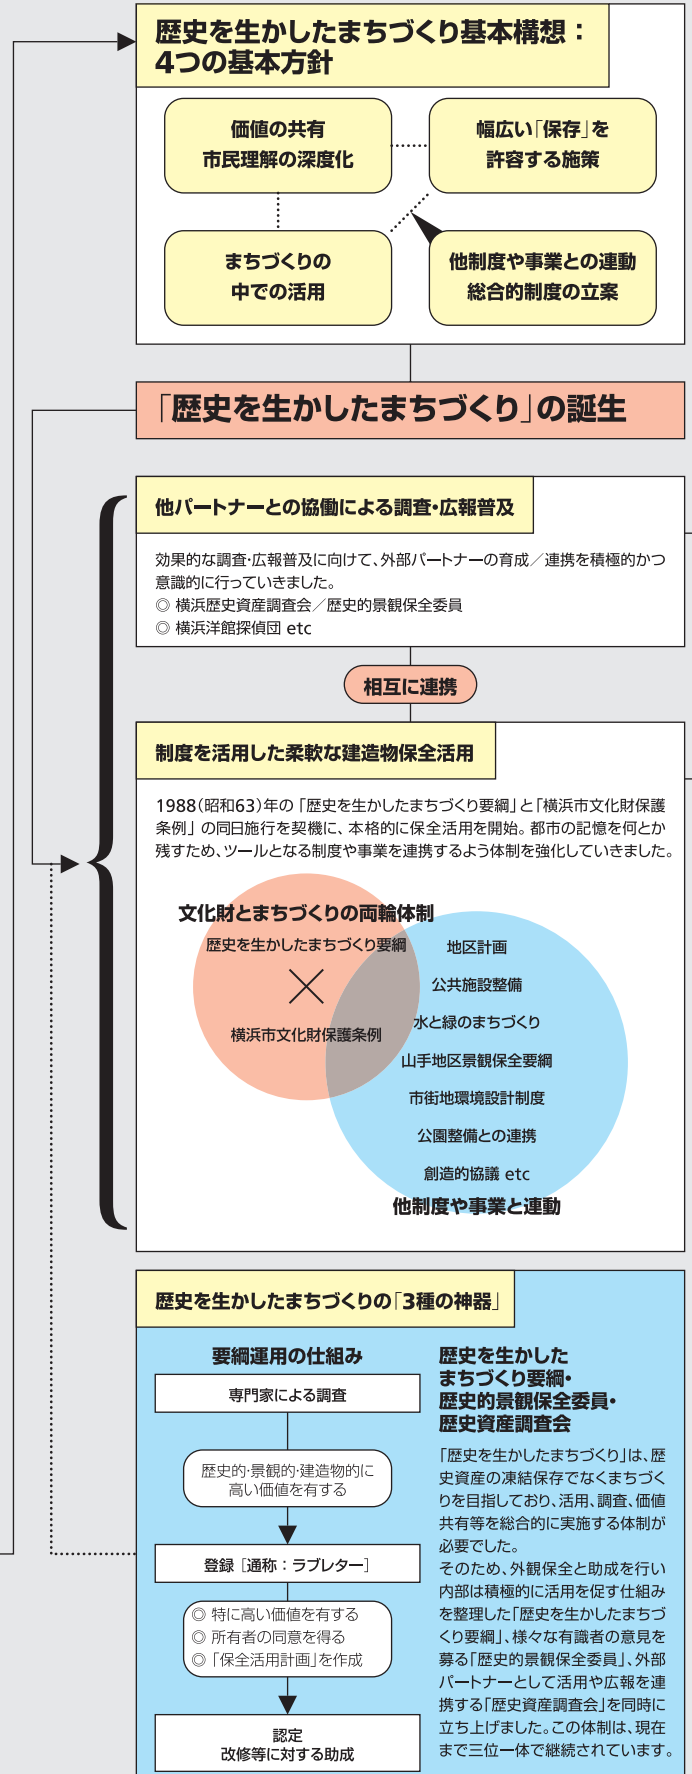 歴史を生かしたまちづくり基本構想：
4つの基本方針
価値の共有
市民理解の深度化
幅広い「保存」を
許容する施策
まちづくりの
中での活用
他制度や事業との連動
総合的制度の立案
「歴史を生かしたまちづくり」の誕生
他パートナーとの協働による調査・広報普及
効果的な調査・広報普及に向けて、外部パートナーの育成／連携を積極的かつ
意識的に行っていきました。
◎ 横浜歴史資産調査会／歴史的景観保全委員
◎ 横浜洋館探偵団 etc
相互に連携
制度を活用した柔軟な建造物保全活用
1988（昭和63）年の「歴史を生かしたまちづくり要綱」と「横浜市文化財保護
条例」の同日施行を契機に、本格的に保全活用を開始。都市の記憶を何とか
残すため、ツールとなる制度や事業を連携するよう体制を強化していきました。
文化財とまちづくりの両輪体制
歴史を生かしたまちづくり要綱
×
横浜市文化財保護条例
地区計画
公共施設整備
水と緑のまちづくり
山手地区景観保全要綱
市街地環境設計制度
公園整備との連携
創造的協議 etc
他制度や事業と連動
歴史を生かしたまちづくりの「3種の神器」
要綱運用の仕組み
専門家による調査
歴史的・景観的・建造物的に
高い価値を有する
登録［通称：ラブレター］
◎ 特に高い価値を有する
◎ 所有者の同意を得る
◎ 「保全活用計画」を作成
認定
改修等に対する助成
歴史を生かした
まちづくり要綱・
歴史的景観保全委員・
歴史資産調査会
「歴史を生かしたまちづくり」は、歴
史資産の凍結保存でなくまちづく
りを目指しており、活用、調査、価値
共有等を総合的に実施する体制が
必要でした。
そのため、外観保全と助成を行い
内部は積極的に活用を促す仕組み
を整理した「歴史を生かしたまちづ
くり要綱」、様々な有識者の意見を
募る「歴史的景観保全委員」、外部
パートナーとして活用や広報を連
携する「歴史資産調査会」を同時に
立ち上げました。この体制は、現在
まで三位一体で継続されています。